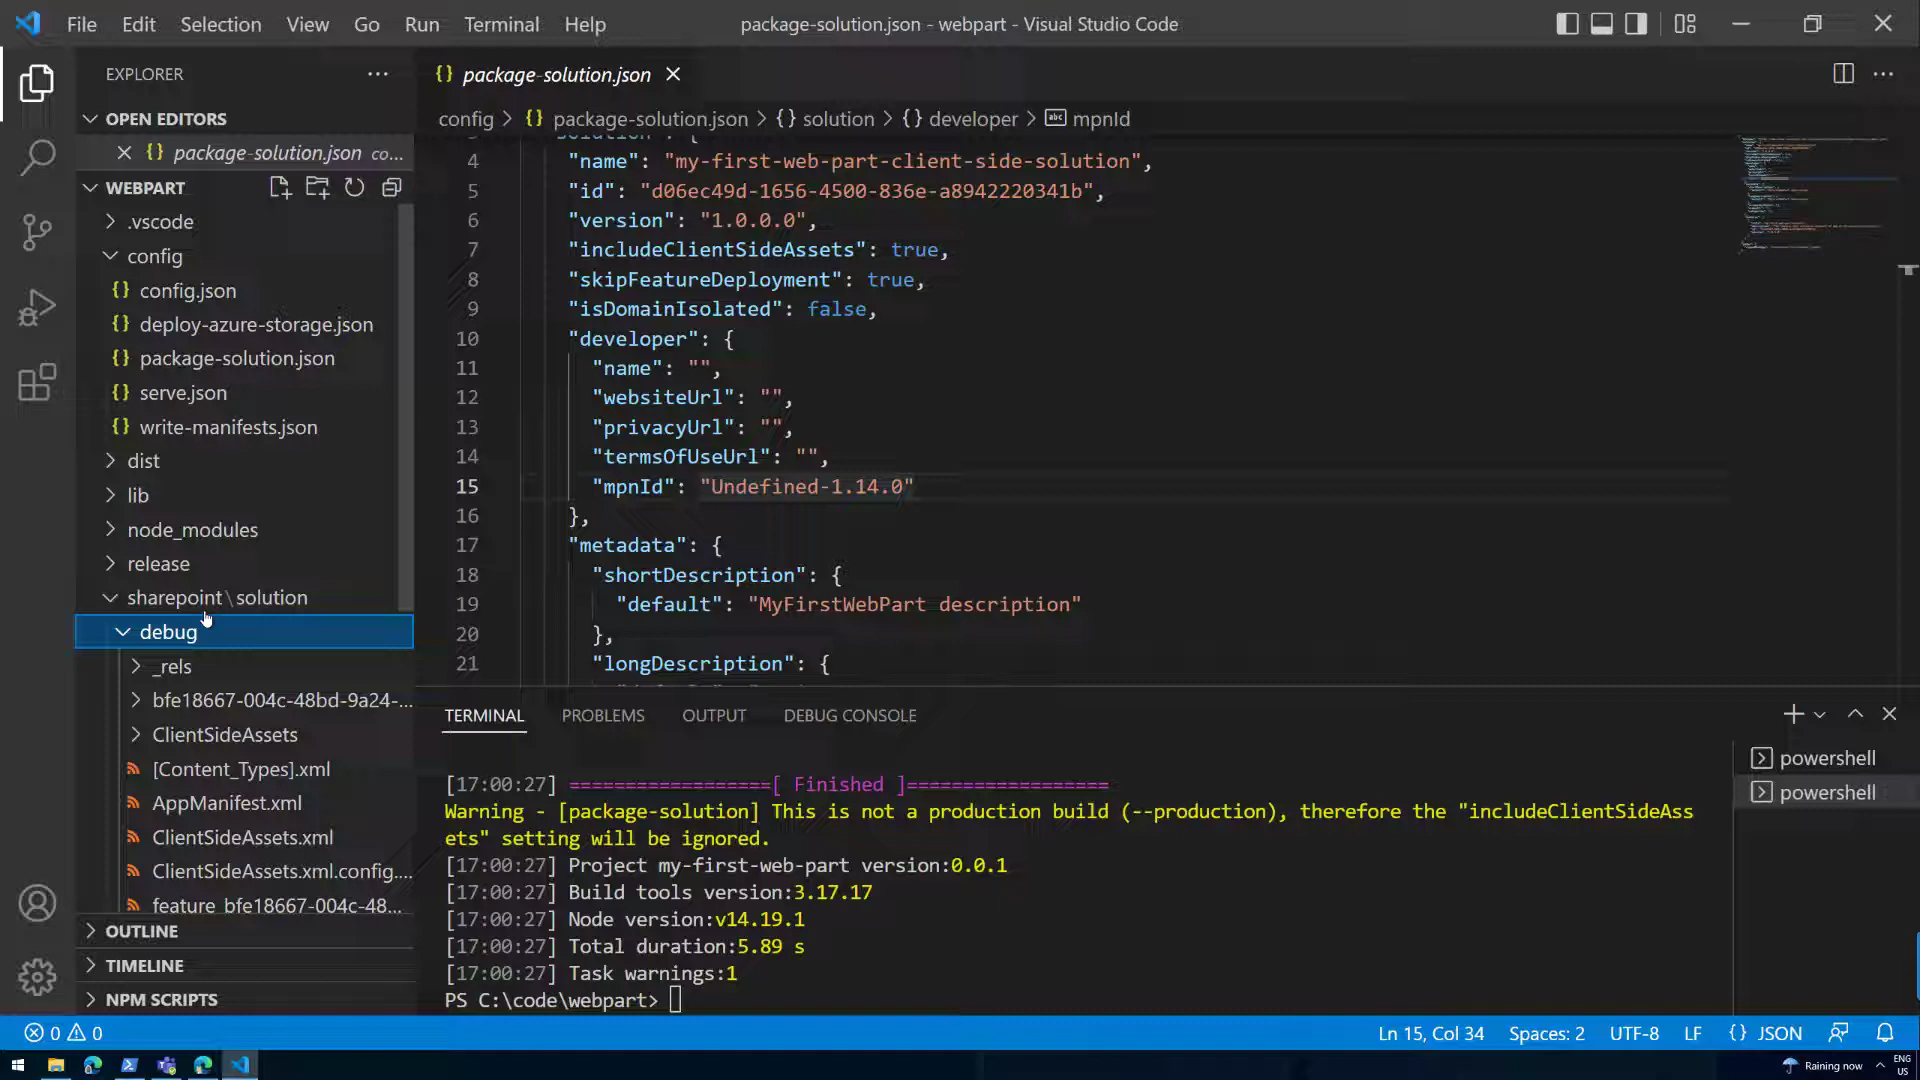 File Edit Selection View Go Run Terminal Help
package-solution.json - webpart - Visual Studio Code
EXPLORER
OPEN EDITORS
package-solution.json co...
WEBPART
.vscode
config
config.json
deploy-azure-storage.json
package-solution.json
serve.json
write-manifests.json
dist
lib
node_modules
release
sharepoint\solution
debug
_rels
bfe18667-004c-48bd-9a24-...
ClientSideAssets
[Content_Types].xml
AppManifest.xml
ClientSideAssets.xml
ClientSideAssets.xml.config....
feature_bfe18667-004c-48...
OUTLINE
TIMELINE
NPM SCRIPTS
{} package-solution.json
config > {} package-solution.json > {} solution > {} developer > abc mpnId
4 "name": "my-first-web-part-client-side-solution",
5 "id": "d06ec49d-1656-4500-836e-a8942220341b",
6 "version": "1.0.0.0",
7 "includeClientSideAssets": true,
8 "skipFeatureDeployment": true,
9 "isDomainIsolated": false,
10 "developer": {
11 "name": "",
12 "websiteUrl": "",
13 "privacyUrl": "",
14 "termsOfUseUrl": "",
15 "mpnId": "Undefined-1.14.0"
16 },
17 "metadata": {
18 "shortDescription": {
19 "default": "MyFirstWebPart description"
20 },
21 "longDescription": {
TERMINAL PROBLEMS OUTPUT DEBUG CONSOLE
[17:00:27] ==================[ Finished ]==================
Warning - [package-solution] This is not a production build (--production), therefore the "includeClientSideAss
ets" setting will be ignored.
[17:00:27] Project my-first-web-part version:0.0.1
[17:00:27] Build tools version:3.17.17
[17:00:27] Node version:v14.19.1
[17:00:27] Total duration:5.89 s
[17:00:27] Task warnings:1
PS C:\code\webpart>
powershell
powershell
0 0
Ln 15, Col 34 Spaces: 2 UTF-8 LF {} JSON
Raining now
ENG
US